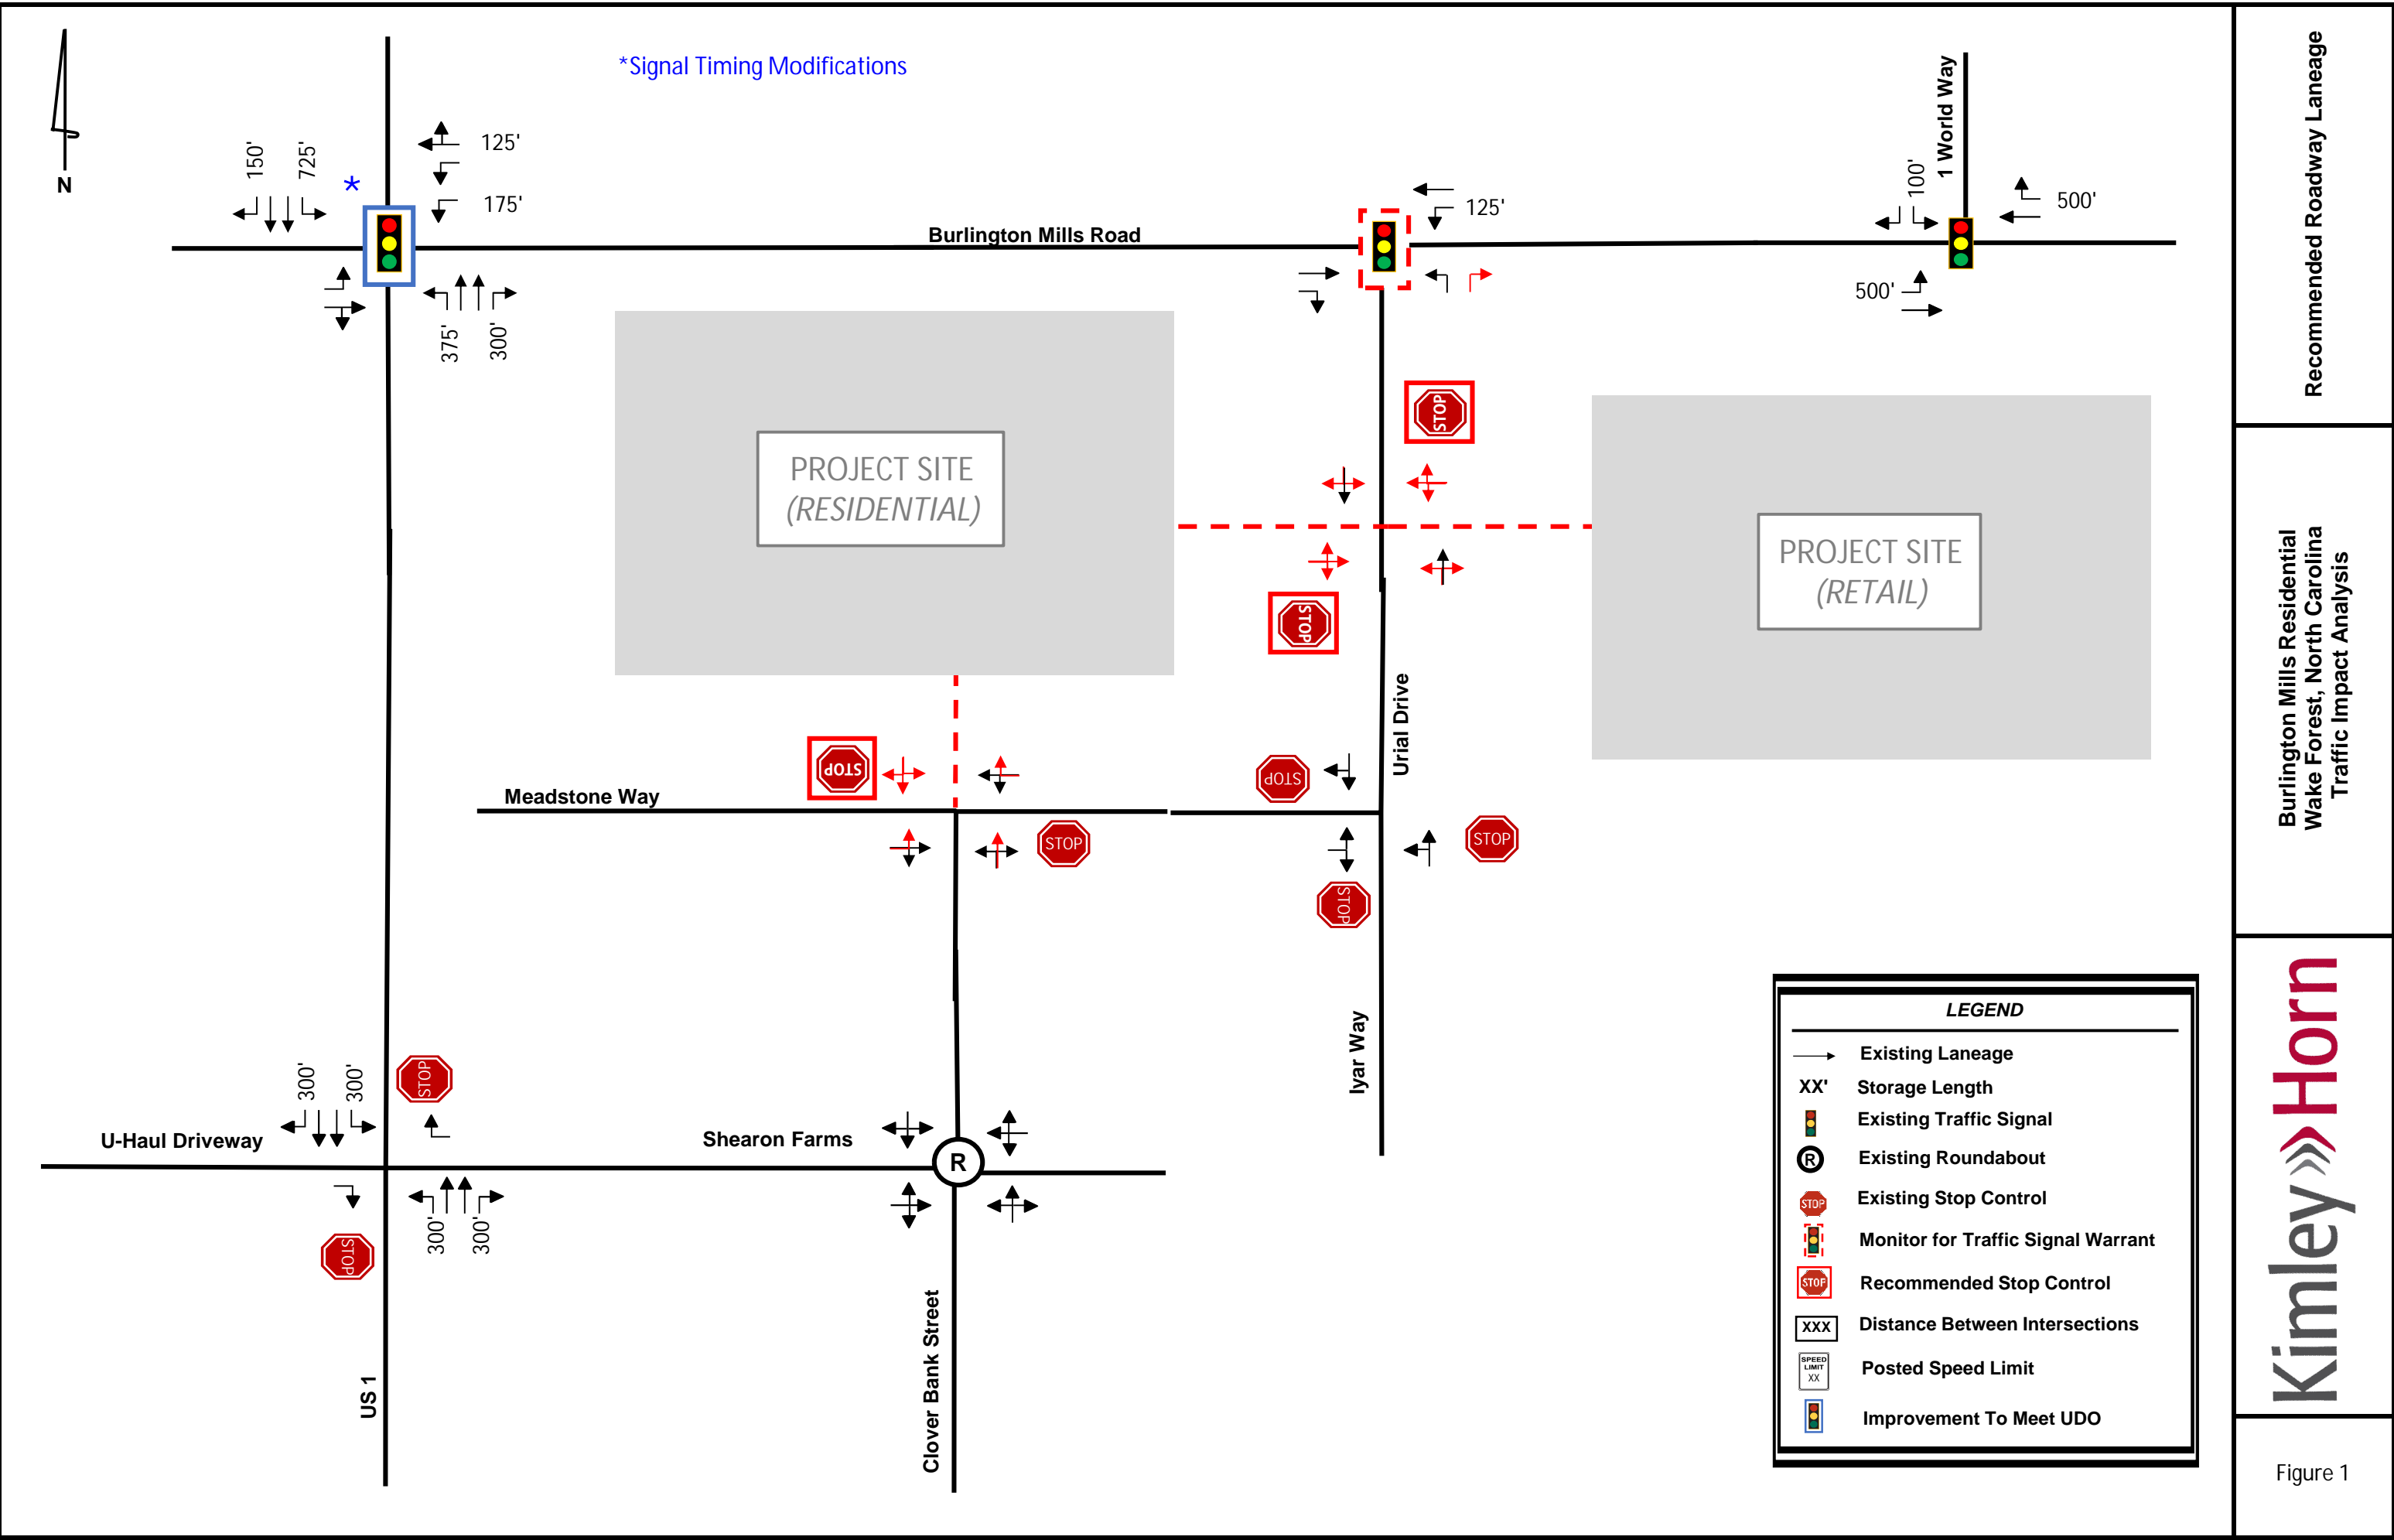 *Signal Timing Modifications
N
150'
725'
*
125'
175'
375'
300'
Burlington Mills Road
125'
1 World Way
100'
500'
500'
PROJECT SITE
(RESIDENTIAL)
STOP
PROJECT SITE
(RETAIL)
STOP
Urial Drive
STOP
Meadstone Way
STOP
STOP
STOP
STOP
Iyar Way
300'
300'
STOP
U-Haul Driveway
Shearon Farms
R
300'
300'
STOP
US 1
Clover Bank Street
LEGEND
Existing Laneage
XX' Storage Length
Existing Traffic Signal
R Existing Roundabout
STOP Existing Stop Control
Monitor for Traffic Signal Warrant
STOP Recommended Stop Control
XXX Distance Between Intersections
SPEED
LIMIT
XX
Posted Speed Limit
Improvement To Meet UDO
Recommended Roadway Laneage
Burlington Mills Residential
Wake Forest, North Carolina
Traffic Impact Analysis
Kimley»Horn
Figure 1